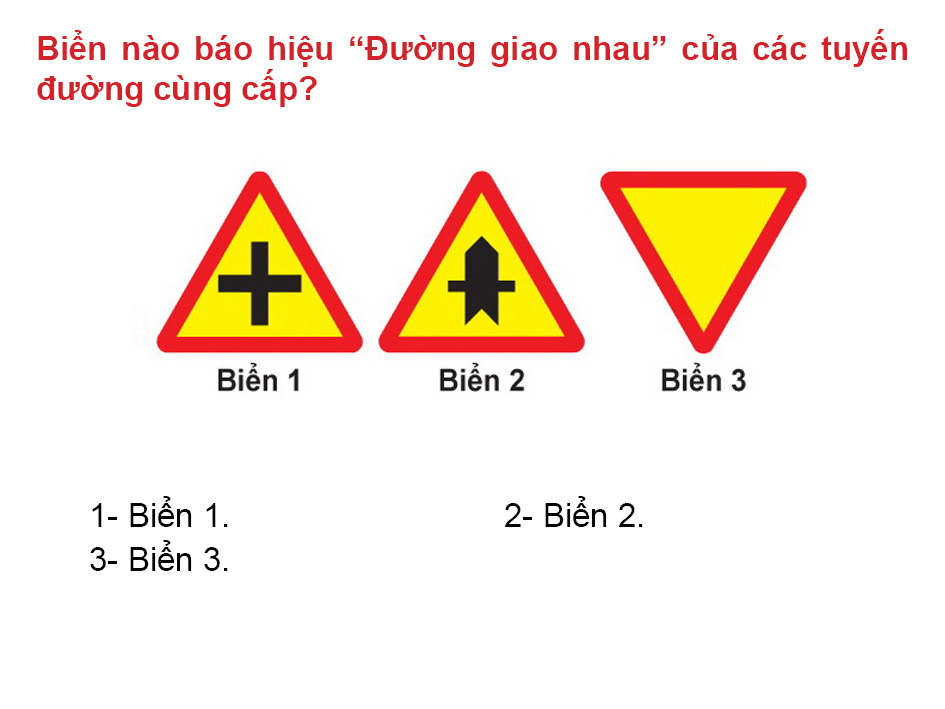 Biển nào báo hiệu “Đường giao nhau” của các tuyến
đường cùng cấp?
Biển 1 Biển 2 Biển 3
1- Biển 1. 2- Biển 2.
3- Biển 3.